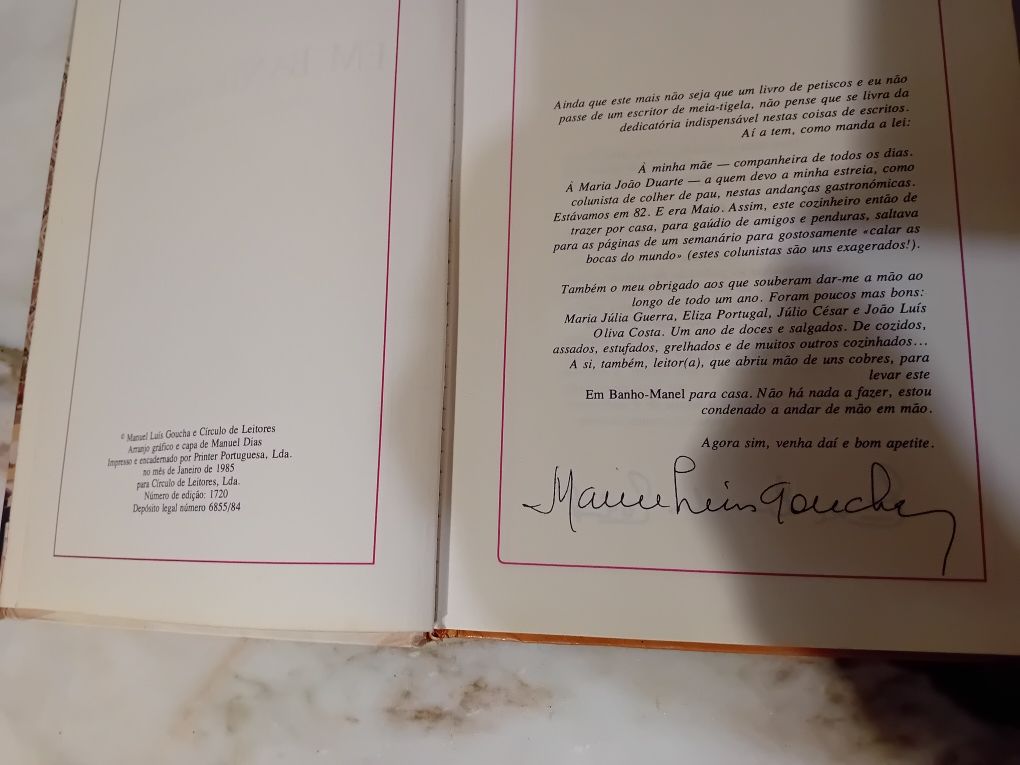 © Manuel Luís Goucha e Círculo de Leitores
Arranjo gráfico e capa de Manuel Dias
Impresso e encadernado por Printer Portuguesa, Lda.
no mês de Janeiro de 1985
para Círculo de Leitores, Lda.
Número de edição: 1720
Depósito legal número 6855/84
Ainda que este mais não seja que um livro de petiscos e eu não
passe de um escritor de meia-tigela, não pense que se livra da
dedicatória indispensável nestas coisas de escritos.
Aí a tem, como manda a lei:
À minha mãe — companheira de todos os dias.
À Maria João Duarte — a quem devo a minha estreia, como
colunista de colher de pau, nestas andanças gastronómicas.
Estávamos em 82. E era Maio. Assim, este cozinheiro então de
trazer por casa, para gaúdio de amigos e penduras, saltava
para as páginas de um semanário para gostosamente «calar as
bocas do mundo» (estes colunistas são uns exagerados!).
Também o meu obrigado aos que souberam dar-me a mão ao
longo de todo um ano. Foram poucos mas bons:
Maria Júlia Guerra, Eliza Portugal, Júlio César e João Luís
Oliva Costa. Um ano de doces e salgados. De cozidos,
assados, estufados, grelhados e de muitos outros cozinhados...
A si, também, leitor(a), que abriu mão de uns cobres, para
levar este
Em Banho-Manel para casa. Não há nada a fazer, estou
condenado a andar de mão em mão.
Agora sim, venha daí e bom apetite.
Manuel Luís Goucha